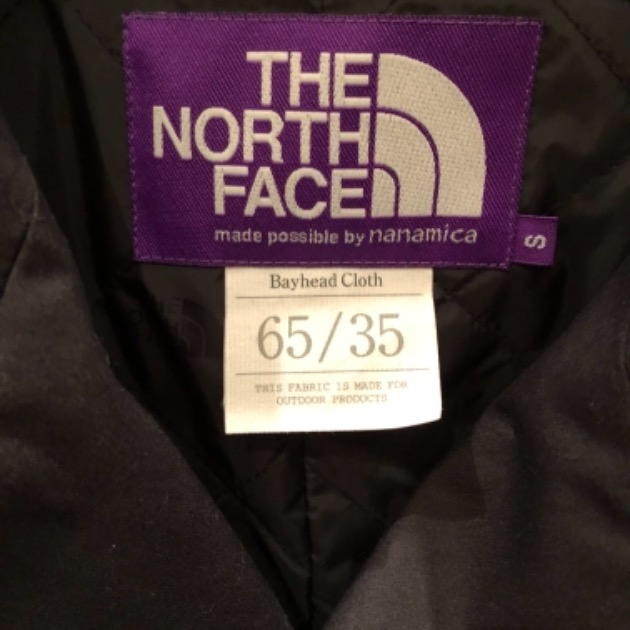 THE
NORTH
FACE
made possible by nanamica
S
Bayhead Cloth
65/35
THIS FABRIC IS MADE FOR
OUTDOOR PRODUCTS